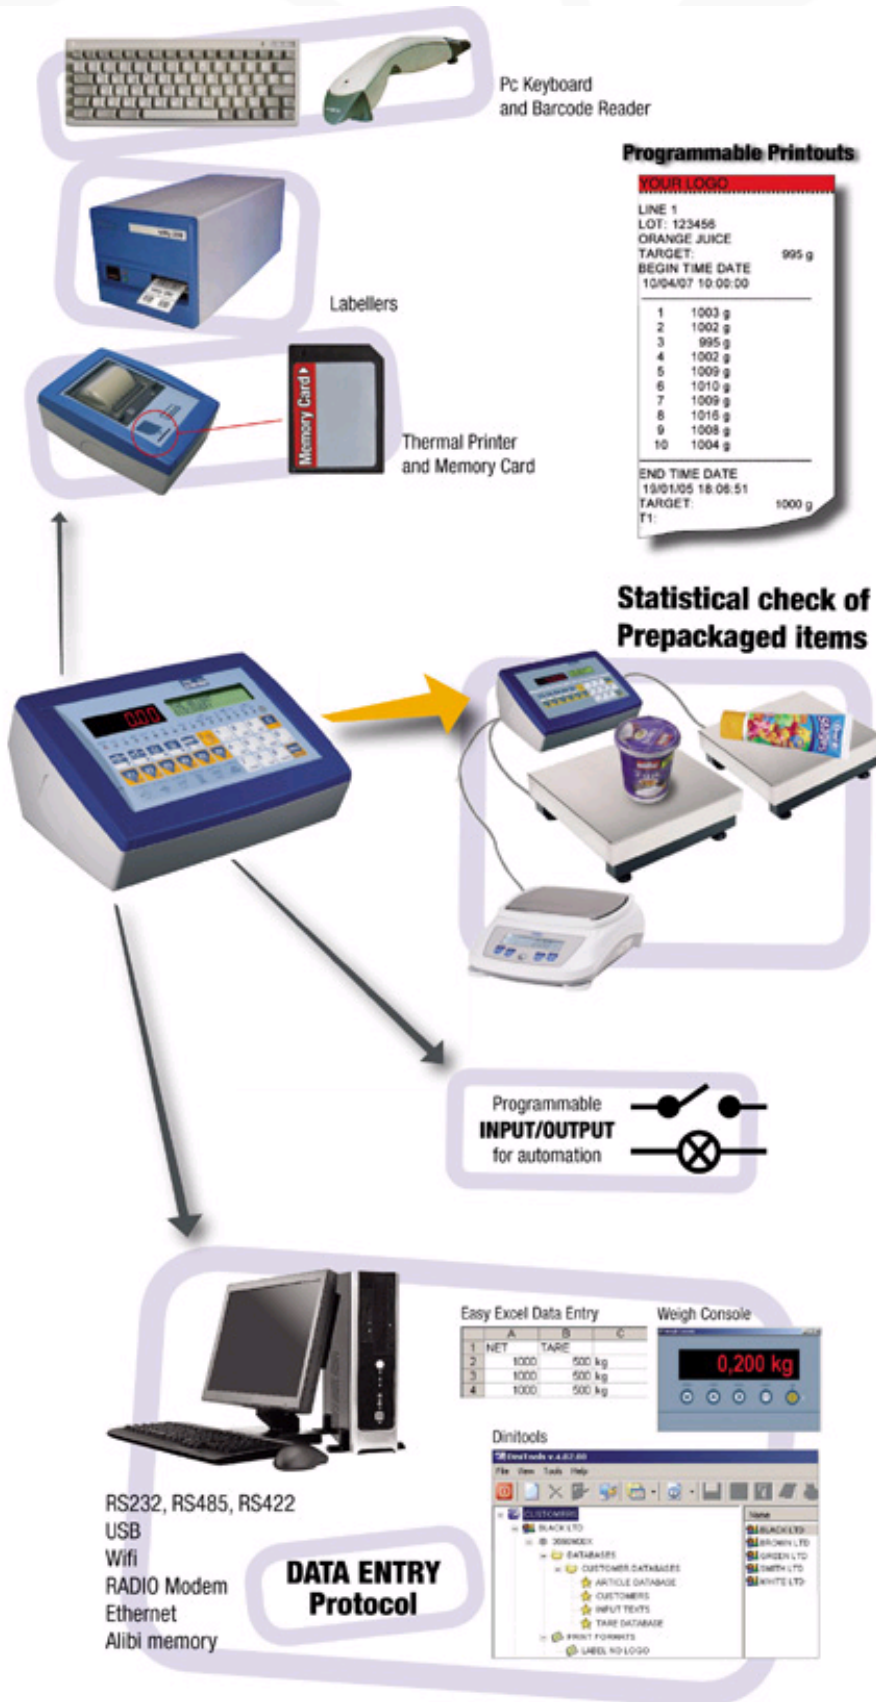 Pc Keyboard
and Barcode Reader
Programmable Printouts
YOUR LOGO
LINE 1
LOT: 123456
ORANGE JUICE
TARGET: 995 g
BEGIN TIME DATE
10/04/07 10:00:00
1 1003 g
2 1002 g
3 995 g
4 1002 g
5 1009 g
6 1010 g
7 1009 g
8 1016 g
9 1008 g
10 1004 g
END TIME DATE
19/01/05 18:06:51
TARGET: 1000 g
T1:
Labellers
Memory Card
Thermal Printer
and Memory Card
Statistical check of
Prepackaged items
0.00
Programmable
INPUT/OUTPUT
for automation
Easy Excel Data Entry
A B C
1 NET TARE
2 1000 500 kg
3 1000 500 kg
4 1000 500 kg
Weigh Console
0,200 kg
Dinitools
DiniTools v.4.02.00
File View Tools Help
CUSTOMERS
BLACK LTD
DATABASES
CUSTOMER DATABASES
ARTICLE DATABASE
CUSTOMERS
INPUT TEXTS
TARE DATABASE
PRINT FORMATS
LABEL NO LOGO
Name
BLACK LTD
BROWN LTD
GREEN LTD
SMITH LTD
WHITE LTD
RS232, RS485, RS422
USB
Wifi
RADIO Modem
Ethernet
Alibi memory
DATA ENTRY
Protocol